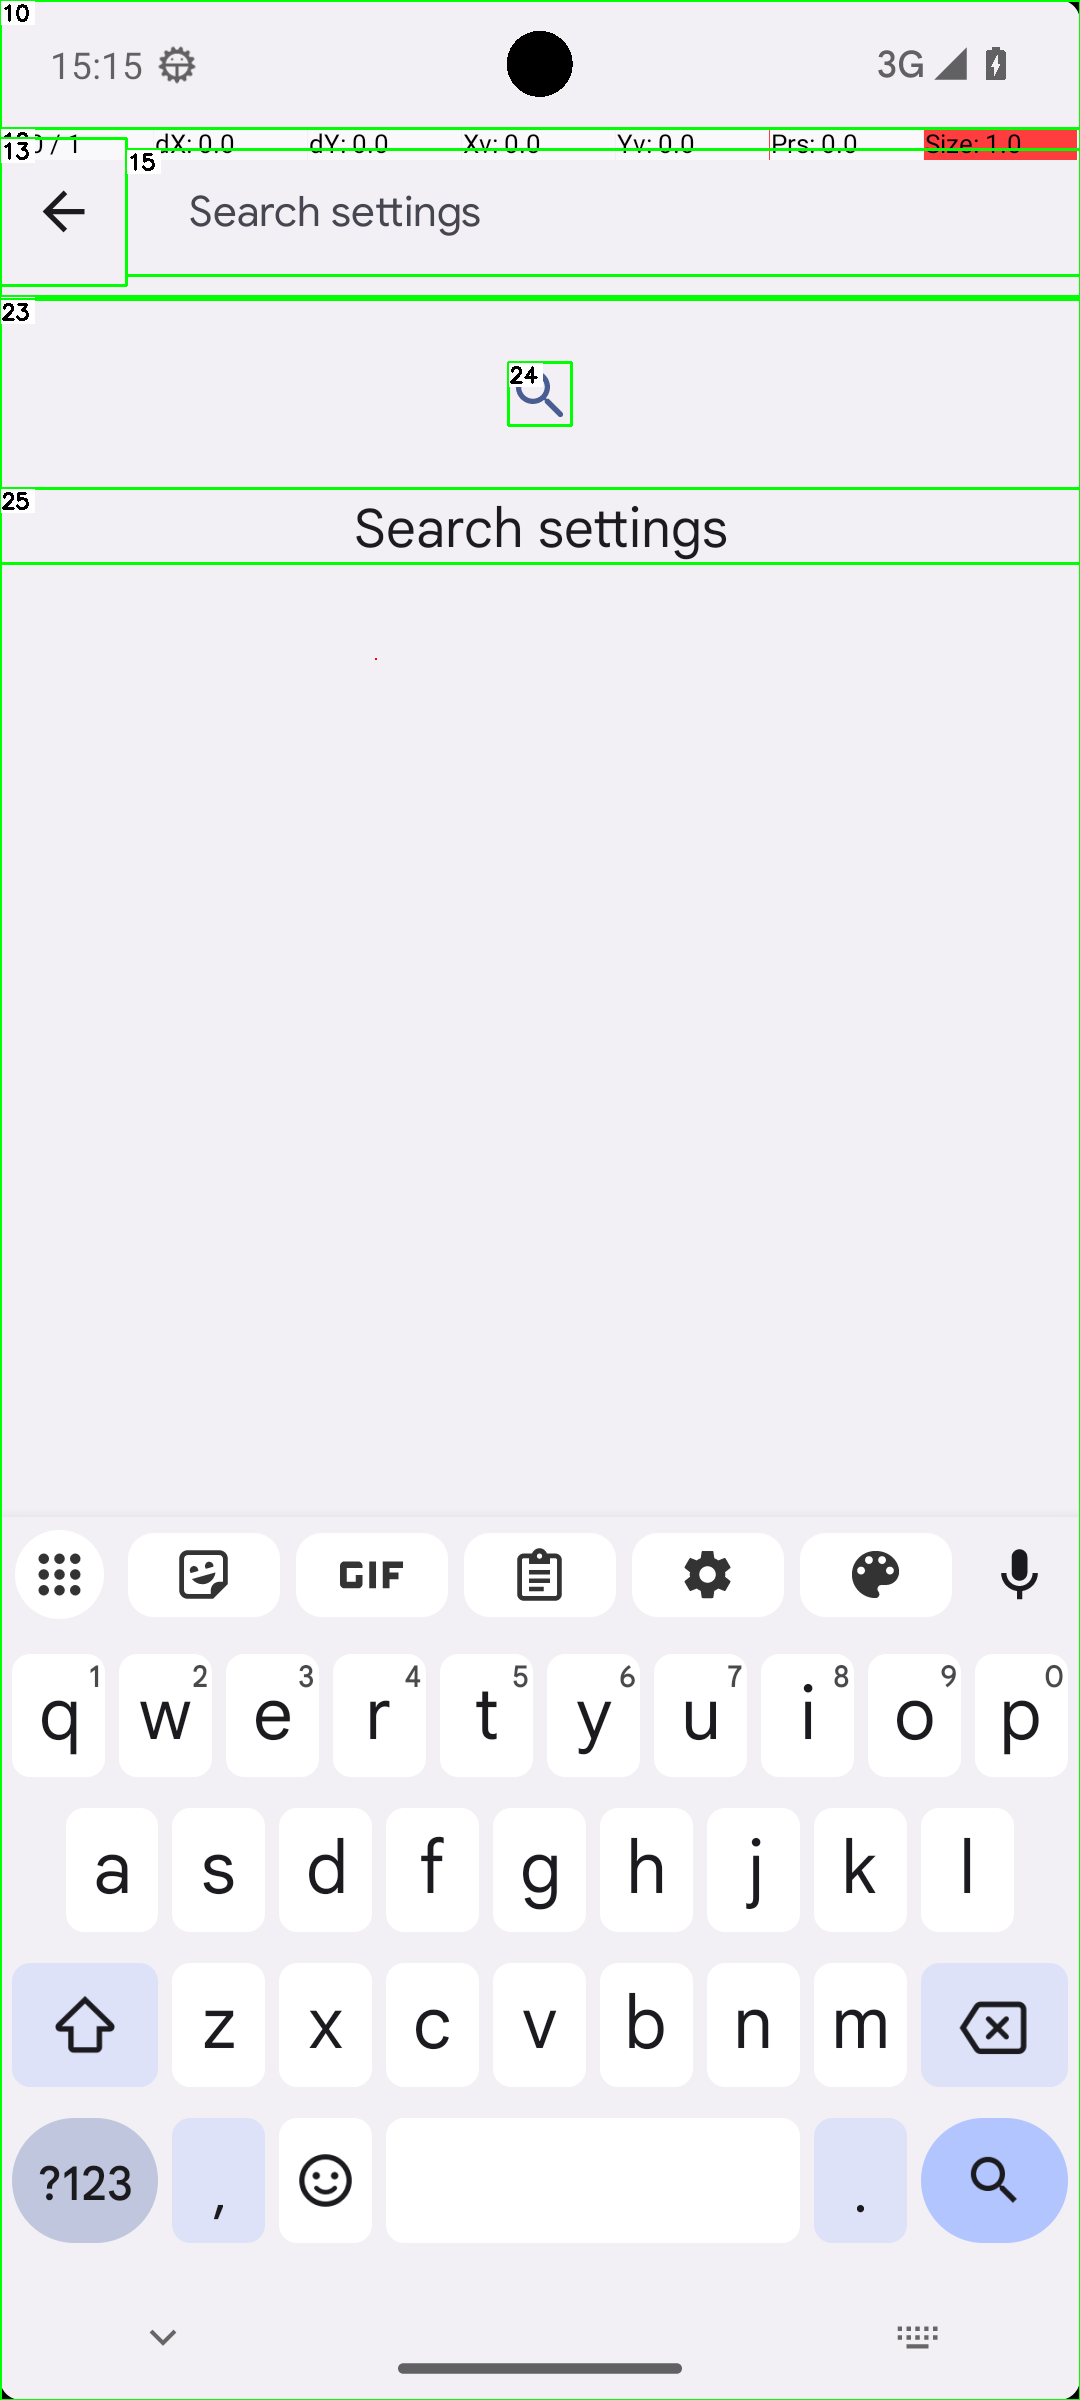 10
15:15
3G
13
/ 1
dX: 0.0
dY: 0.0
Xv: 0.0
Yv: 0.0
Prs: 0.0
Size: 1.0
15
Search settings
23
24
25
Search settings
GIF
q 1 w 2 e 3 r 4 t 5 y 6 u 7 i 8 o 9 p 0
a s d f g h j k l
z x c v b n m
?123 , .